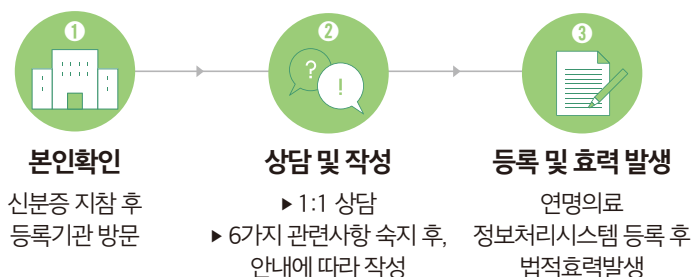 1
본인확인
신분증 지참 후
등록기관 방문
2
?
!
상담 및 작성
▶ 1:1 상담
▶ 6가지 관련사항 숙지 후,
안내에 따라 작성
3
등록 및 효력 발생
연명의료
정보처리시스템 등록 후
법적효력발생